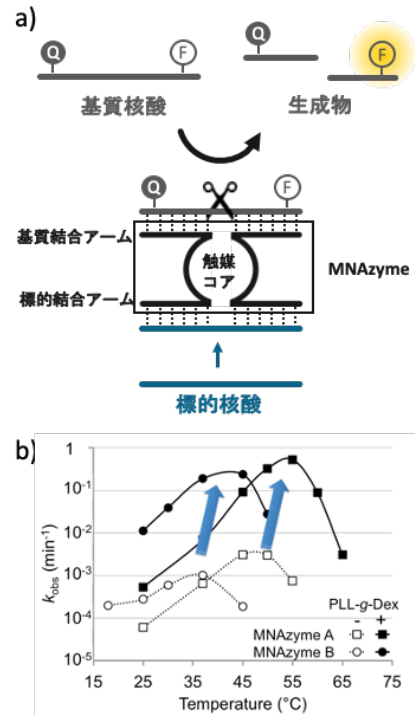 a)
Q
F
Q
F
基質核酸
生成物
Q
F
基質結合アーム
触媒
コア
MNAzyme
標的結合アーム
標的核酸
b)
1
10-1
10-2
10-3
10-4
10-5
kobs (min-1)
PLL-g-Dex
- +
MNAzyme A
MNAzyme B
15 25 35 45 55 65 75
Temperature (°C)